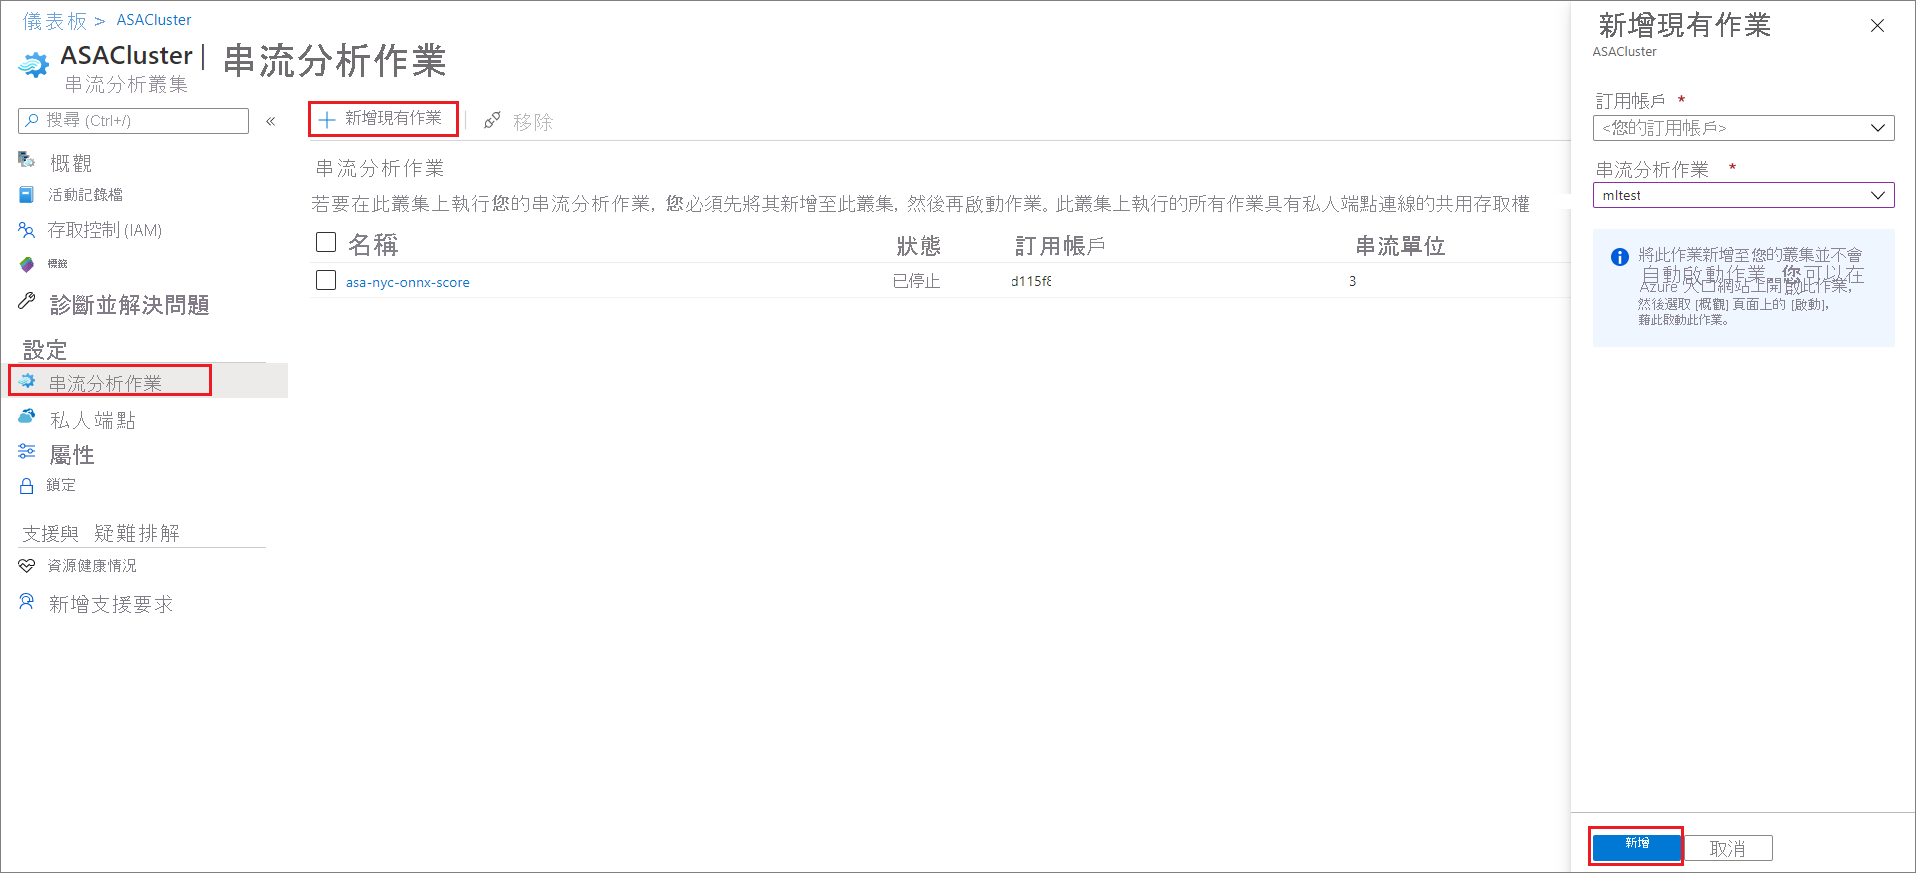 儀表板 > ASACluster
ASACluster | 串流分析作業
串流分析叢集
搜尋 (Ctrl+/)
«
概觀
活動記錄檔
存取控制 (IAM)
標籤
診斷並解決問題
設定
串流分析作業
私人端點
屬性
鎖定
支援與 疑難排解
資源健康情況
新增支援要求
新增現有作業
移除
串流分析作業
若要在此叢集上執行您的串流分析作業, 您必須先將其新增至此叢集, 然後再啟動作業。此叢集上執行的所有作業具有私人端點連線的共用存取權
名稱 狀態 訂用帳戶 串流單位
asa-nyc-onnx-score 已停止 d115f8 3
新增現有作業
ASACluster
訂用帳戶 *
<您的訂用帳戶>
串流分析作業 *
mltest
將此作業新增至您的叢集並不會
自動啟動作業。您可以在
Azure 入口網站上開啟此作業,
然後選取 [概觀] 頁面上的 [啟動],
藉此啟動此作業。
新增
取消